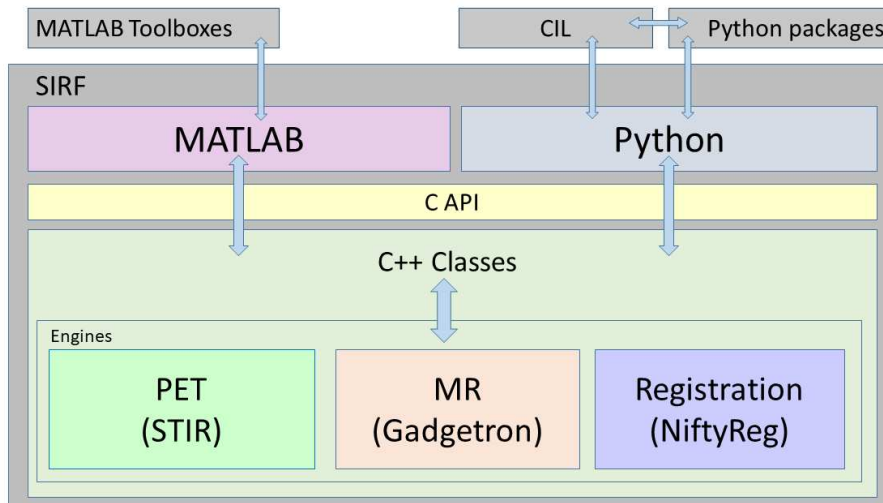 MATLAB Toolboxes
CIL
Python packages
SIRF
MATLAB
Python
C API
C++ Classes
Engines
PET
(STIR)
MR
(Gadgetron)
Registration
(NiftyReg)